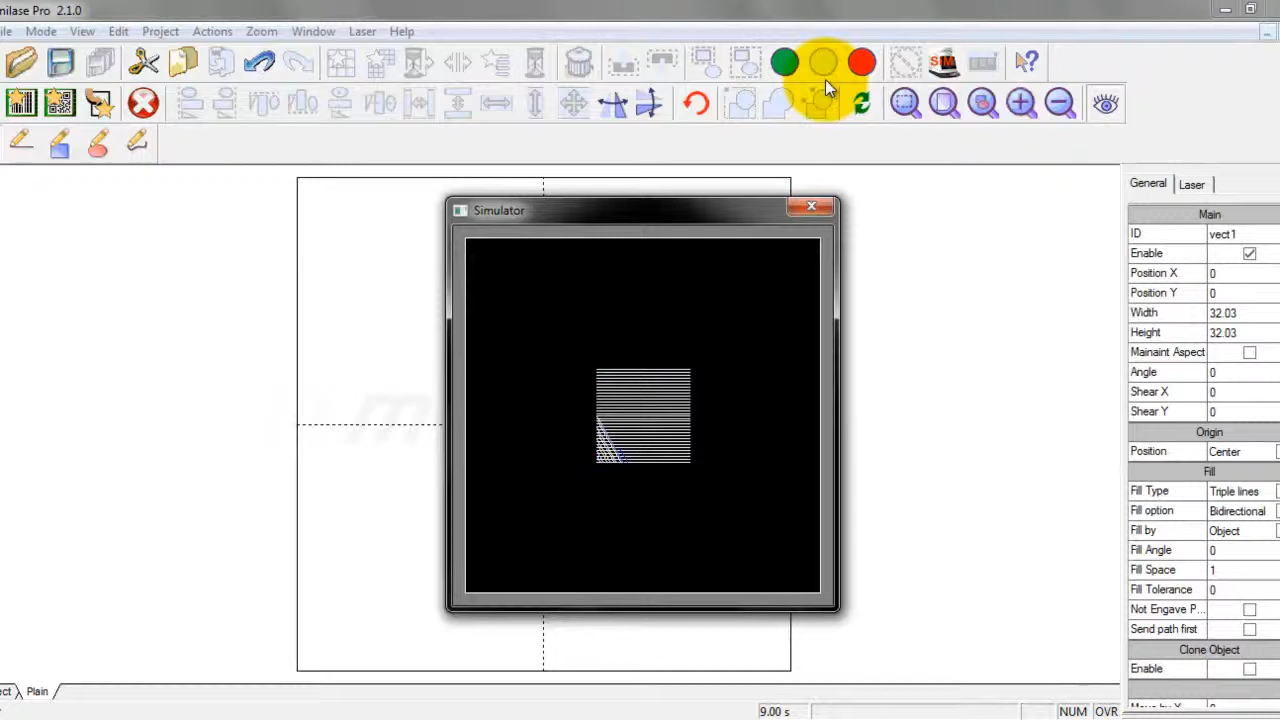 milase Pro 2.1.0
ile Mode View Edit Project Actions Zoom Window Laser Help
SIM
Simulator
General Laser
Main
ID vect1
Enable
Position X 0
Position Y 0
Width 32.03
Height 32.03
Mainaint Aspect
Angle 0
Shear X 0
Shear Y 0
Origin
Position Center
Fill
Fill Type Triple lines
Fill option Bidirectional
Fill by Object
Fill Angle 0
Fill Space 1
Fill Tolerance 0
Not Engave P...
Send path first
Clone Object
Enable
ect Plain
9.00 s NUM OVR